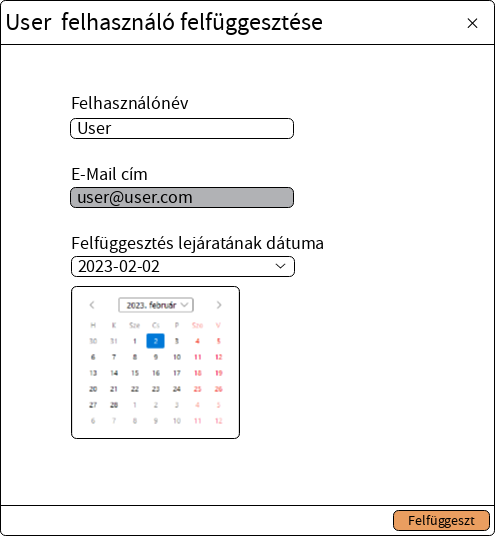 User felhasználó felfüggesztése
Felhasználónév
User
E-Mail cím
user@user.com
Felfüggesztés lejáratának dátuma
2023-02-02
2023. február
H K Sze Cs P Szo V
30 31 1 2 3 4 5
6 7 8 9 10 11 12
13 14 15 16 17 18 19
20 21 22 23 24 25 26
27 28 1 2 3 4 5
6 7 8 9 10 11 12
Felfüggeszt